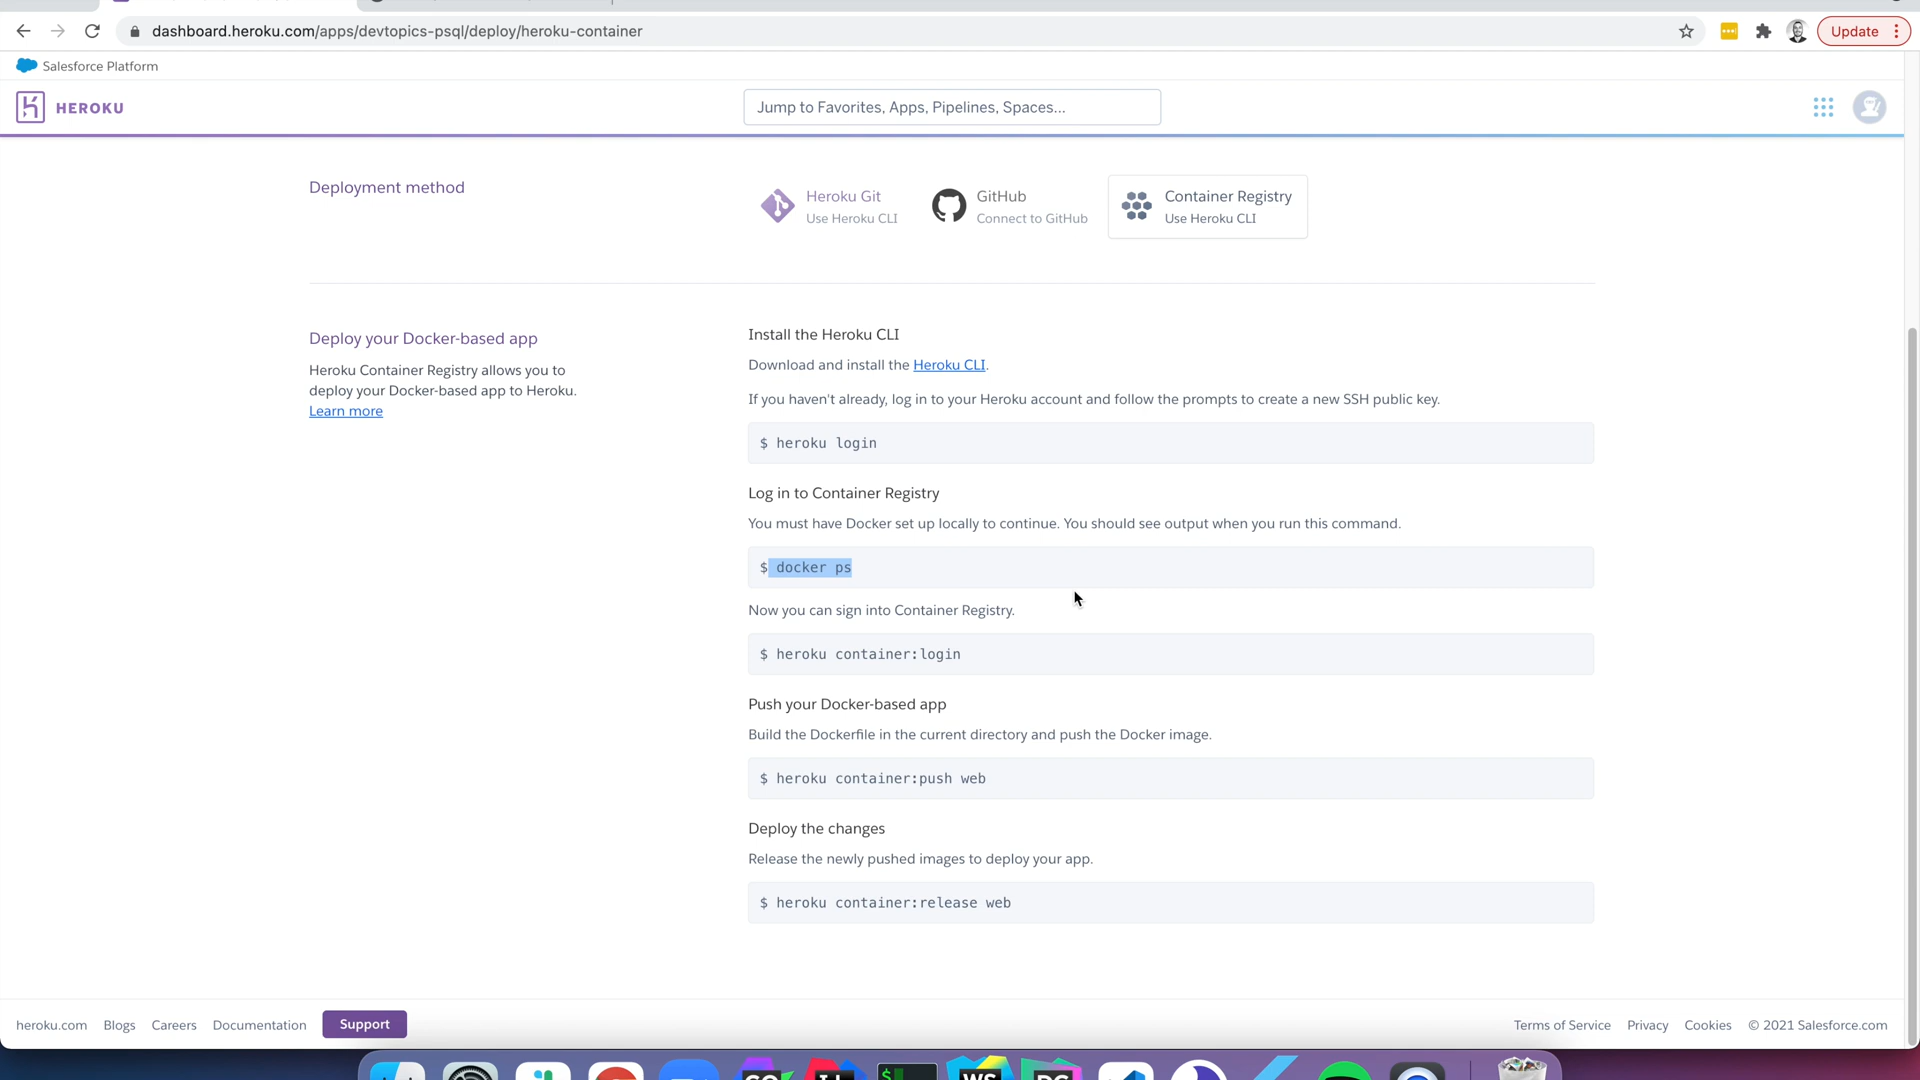 dashboard.heroku.com/apps/devtopics-psql/deploy/heroku-container
Update
Salesforce Platform
HEROKU
Jump to Favorites, Apps, Pipelines, Spaces...
Deployment method
Heroku Git
Use Heroku CLI
GitHub
Connect to GitHub
Container Registry
Use Heroku CLI
Deploy your Docker-based app
Heroku Container Registry allows you to
deploy your Docker-based app to Heroku.
Learn more
Install the Heroku CLI
Download and install the Heroku CLI.
If you haven't already, log in to your Heroku account and follow the prompts to create a new SSH public key.
$ heroku login
Log in to Container Registry
You must have Docker set up locally to continue. You should see output when you run this command.
$ docker ps
Now you can sign into Container Registry.
$ heroku container:login
Push your Docker-based app
Build the Dockerfile in the current directory and push the Docker image.
$ heroku container:push web
Deploy the changes
Release the newly pushed images to deploy your app.
$ heroku container:release web
heroku.com Blogs Careers Documentation Support
Terms of Service Privacy Cookies © 2021 Salesforce.com